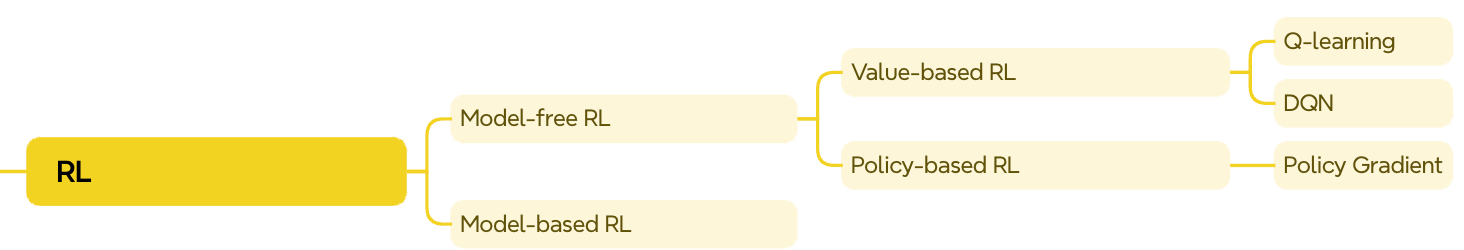 RL
Model-free RL
Value-based RL
Q-learning
DQN
Policy-based RL
Policy Gradient
Model-based RL